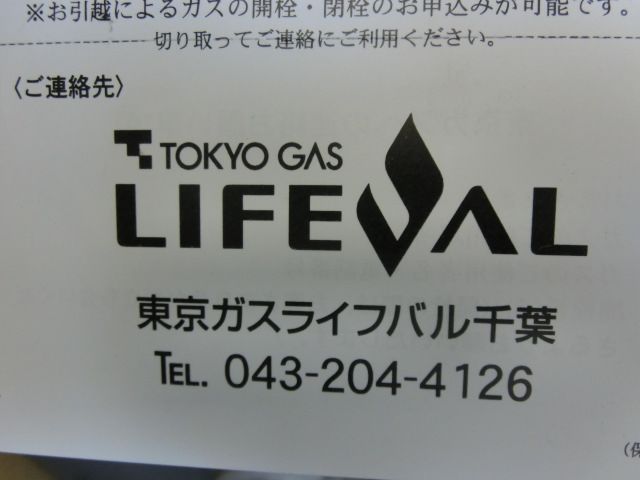 ※お引越によるガスの開栓・閉栓のお申込みが可能です。
切り取ってご連絡にご利用ください。
〈ご連絡先〉
TOKYO GAS
LIFEVAL
東京ガスライフバル千葉
TEL. 043-204-4126
(保